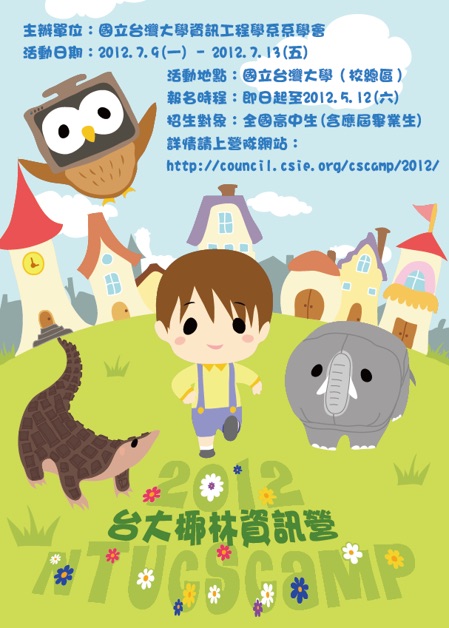 主辦單位：國立台灣大學資訊工程學系系學會
活動日期：2012.7.9(一) - 2012.7.13(五)
活動地點：國立台灣大學（校總區）
報名時程：即日起至2012.5.12(六)
招生對象：全國高中生(含應屆畢業生)
詳情請上營隊網站：
http://council.csie.org/cscamp/2012/
2012
台大椰林資訊營
NTUCSCAMP